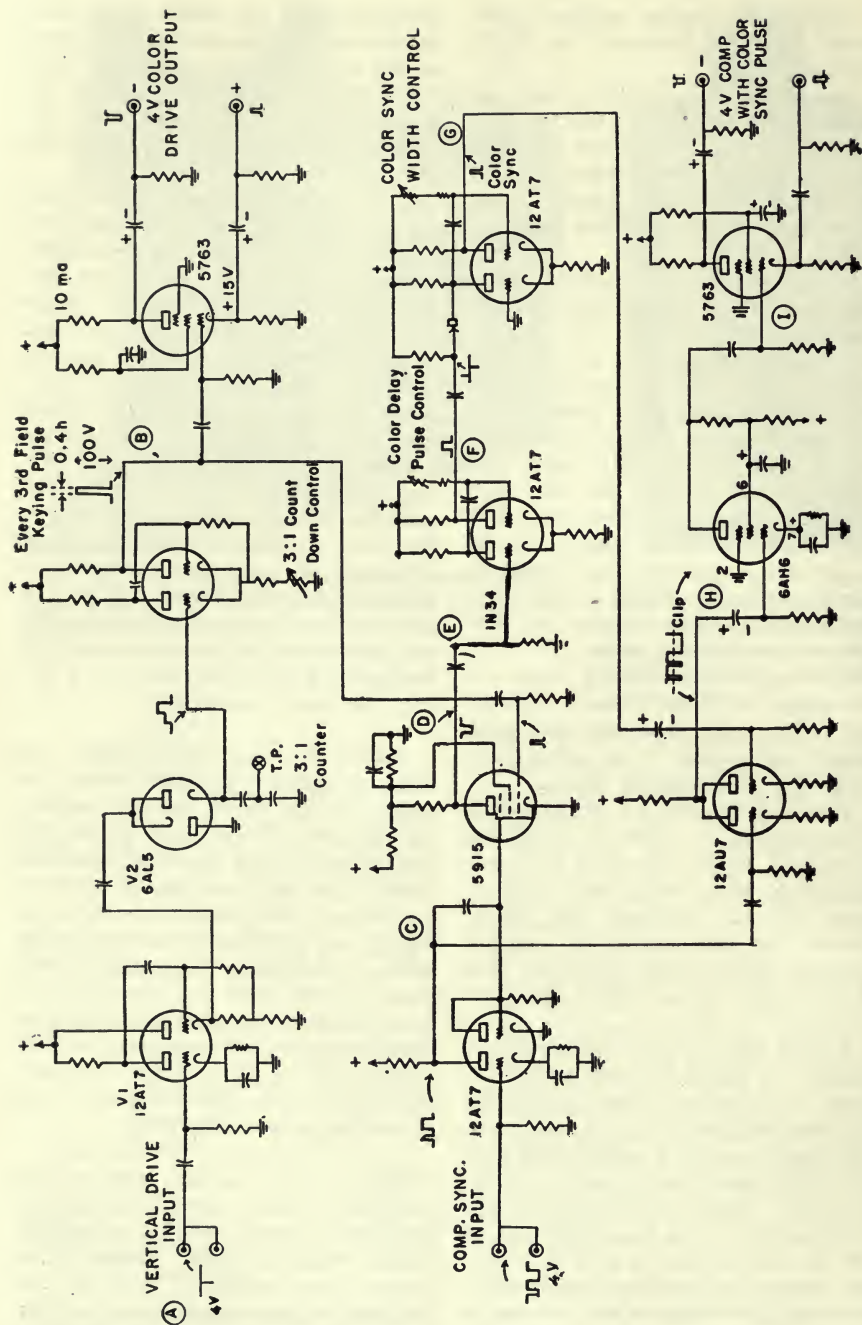 A
4V
VERTICAL DRIVE
INPUT
V1
12AT7
+
V2
6AL5
T.P.
3:1
Counter
+
3:1 Count
Down Control
Every 3rd Field
Keying Pulse
0.4h
100V
B
+
10 ma
5763
+15V
+ -
+ -
4V COLOR
DRIVE OUTPUT
-
+
COMP. SYNC.
INPUT
4V
12AT7
+
C
5915
+
D
E
1N34
12AT7
+
Color Delay
Pulse Control
F
+
COLOR SYNC
WIDTH CONTROL
G
Color
Sync
12AT7
12AU7
+
+
-
Clip
H
+
-
2
6
7
+
+
+
6AH6
I
5763
+
+ -
+ -
-
4V COMP
WITH COLOR
SYNC PULSE